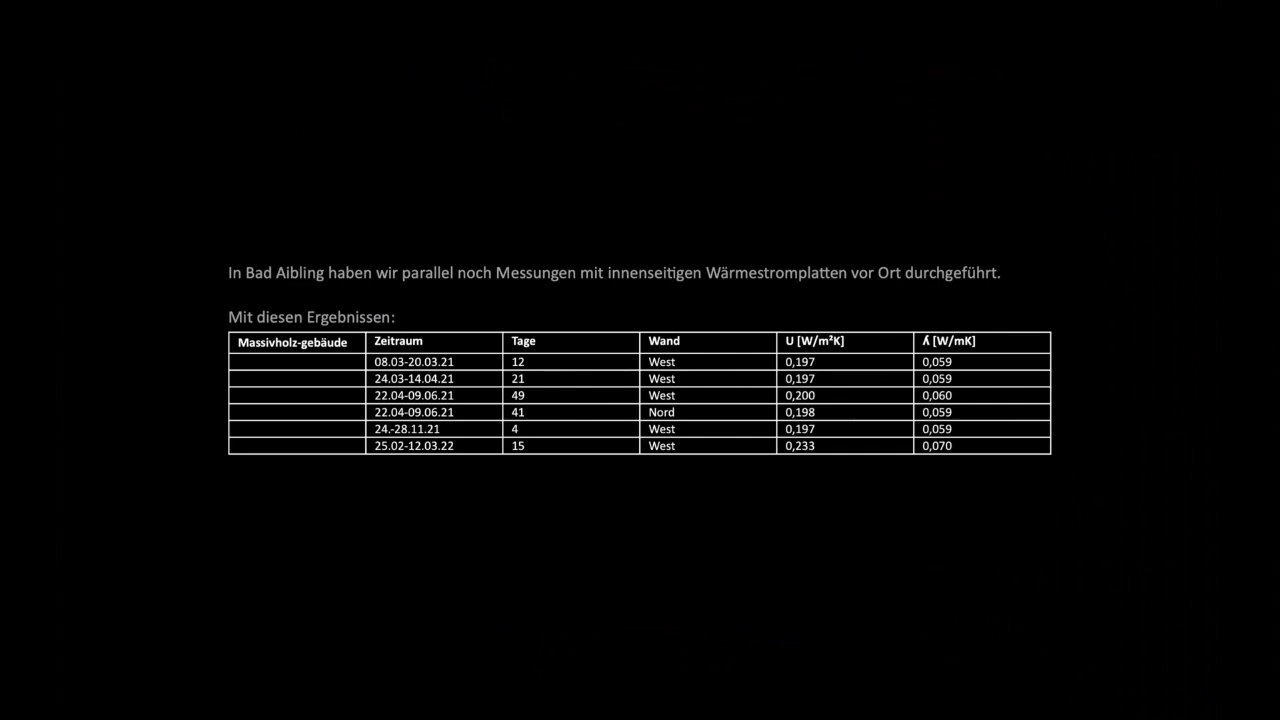 In Bad Aibling haben wir parallel noch Messungen mit innenseitigen Wärmestromplatten vor Ort durchgeführt.
Mit diesen Ergebnissen:
Massivholz-gebäude Zeitraum Tage Wand U [W/m²K] ʎ [W/mK]
08.03-20.03.21 12 West 0,197 0,059
24.03-14.04.21 21 West 0,197 0,059
22.04-09.06.21 49 West 0,200 0,060
22.04-09.06.21 41 Nord 0,198 0,059
24.-28.11.21 4 West 0,197 0,059
25.02-12.03.22 15 West 0,233 0,070